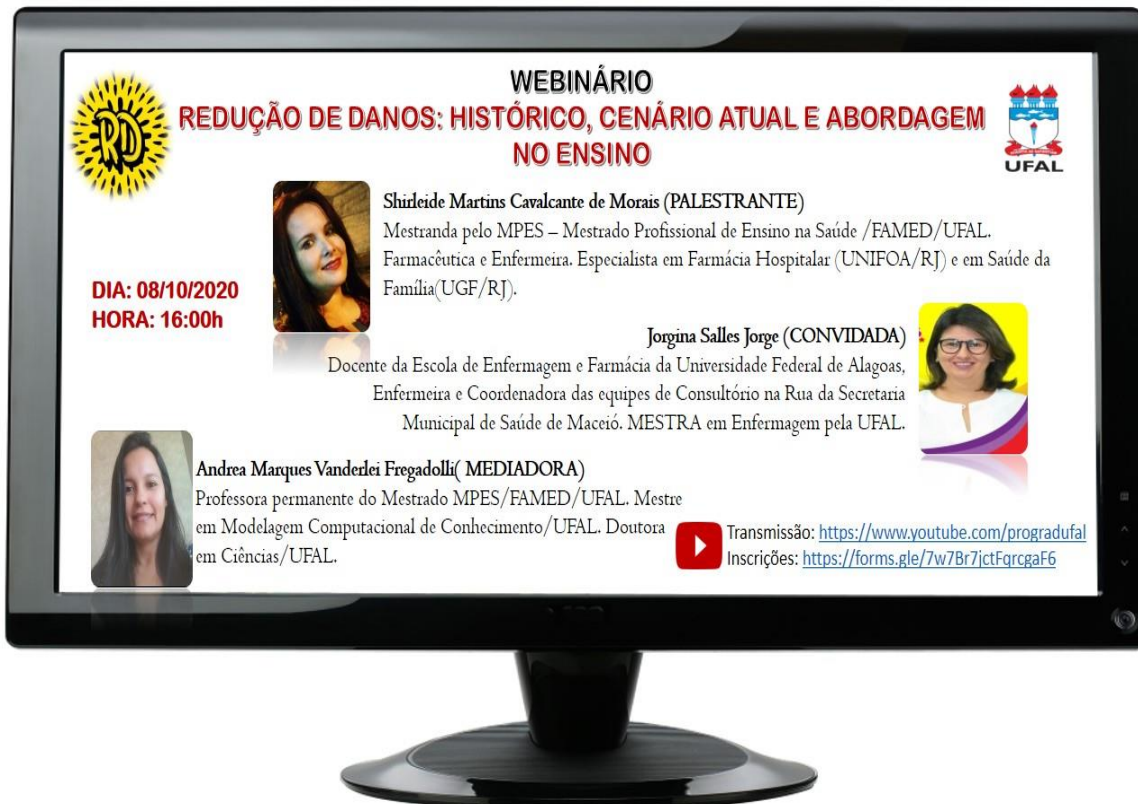 WEBINÁRIO
REDUÇÃO DE DANOS: HISTÓRICO, CENÁRIO ATUAL E ABORDAGEM
NO ENSINO
RD
UFAL
DIA: 08/10/2020
HORA: 16:00h
Shirleide Martins Cavalcante de Morais (PALESTRANTE)
Mestranda pelo MPES – Mestrado Profissional de Ensino na Saúde /FAMED/UFAL.
Farmacêutica e Enfermeira. Especialista em Farmácia Hospitalar (UNIFOA/RJ) e em Saúde da
Família(UGF/RJ).
Jorgina Salles Jorge (CONVIDADA)
Docente da Escola de Enfermagem e Farmácia da Universidade Federal de Alagoas,
Enfermeira e Coordenadora das equipes de Consultório na Rua da Secretaria
Municipal de Saúde de Maceió. MESTRA em Enfermagem pela UFAL.
Andrea Marques Vanderlei Fregadolli( MEDIADORA)
Professora permanente do Mestrado MPES/FAMED/UFAL. Mestre
em Modelagem Computacional de Conhecimento/UFAL. Doutora
em Ciências/UFAL.
Transmissão: https://www.youtube.com/progradufal
Inscrições: https://forms.gle/7w7Br7jctFqrcgaF6